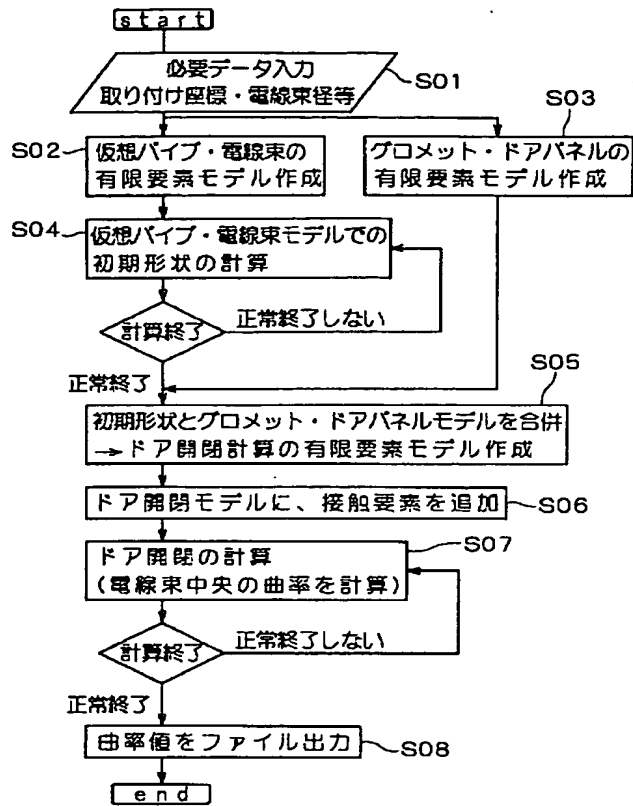 start
必要データ入力
取り付け座標・電線束径等
S01
S03
S02
仮想パイプ・電線束の
有限要素モデル作成
グロメット・ドアパネルの
有限要素モデル作成
S04
仮想パイプ・電線束モデルでの
初期形状の計算
計算終了
正常終了しない
正常終了
S05
初期形状とグロメット・ドアパネルモデルを合併
→ドア開閉計算の有限要素モデル作成
ドア開閉モデルに、接触要素を追加
S06
S07
ドア開閉の計算
(電線束中央の曲率を計算)
計算終了
正常終了しない
正常終了
曲率値をファイル出力
S08
end